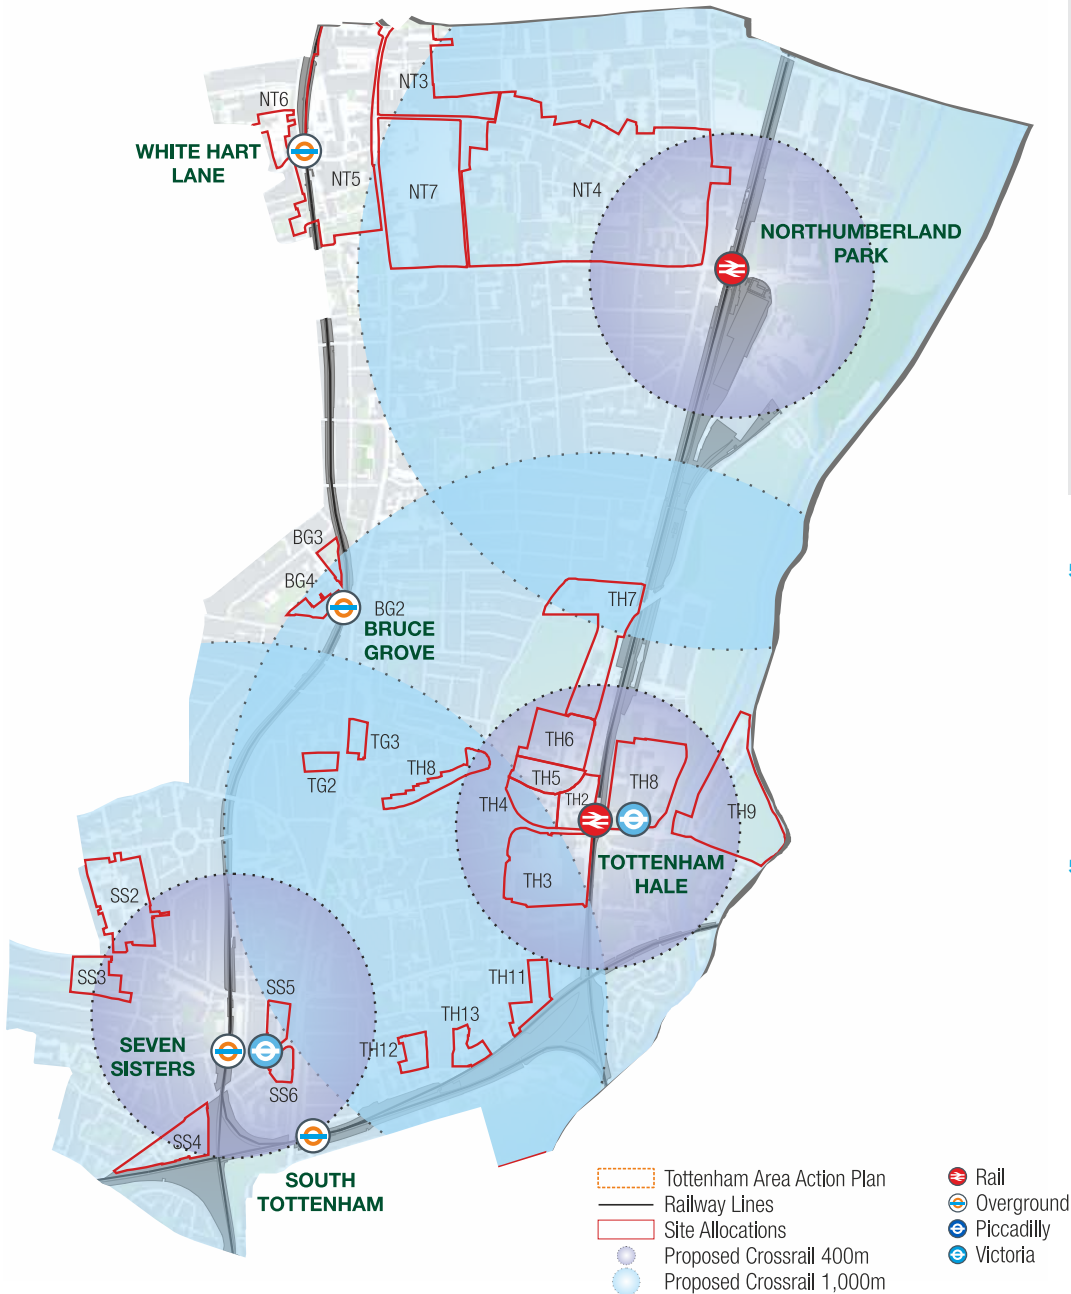 NT3
NT6
WHITE HART
LANE
NT5
NT7
NT4
NORTHUMBERLAND
PARK
BG3
BG4
BG2
BRUCE
GROVE
TH7
TG3
TG2
TH8
TH6
TH5
TH4
TH2
TH8
TH9
TOTTENHAM
HALE
TH3
SS2
SS3
SS5
SEVEN
SISTERS
SS6
SS4
TH11
TH13
TH12
SOUTH
TOTTENHAM
Tottenham Area Action Plan
Railway Lines
Site Allocations
Proposed Crossrail 400m
Proposed Crossrail 1,000m
Rail
Overground
Piccadilly
Victoria